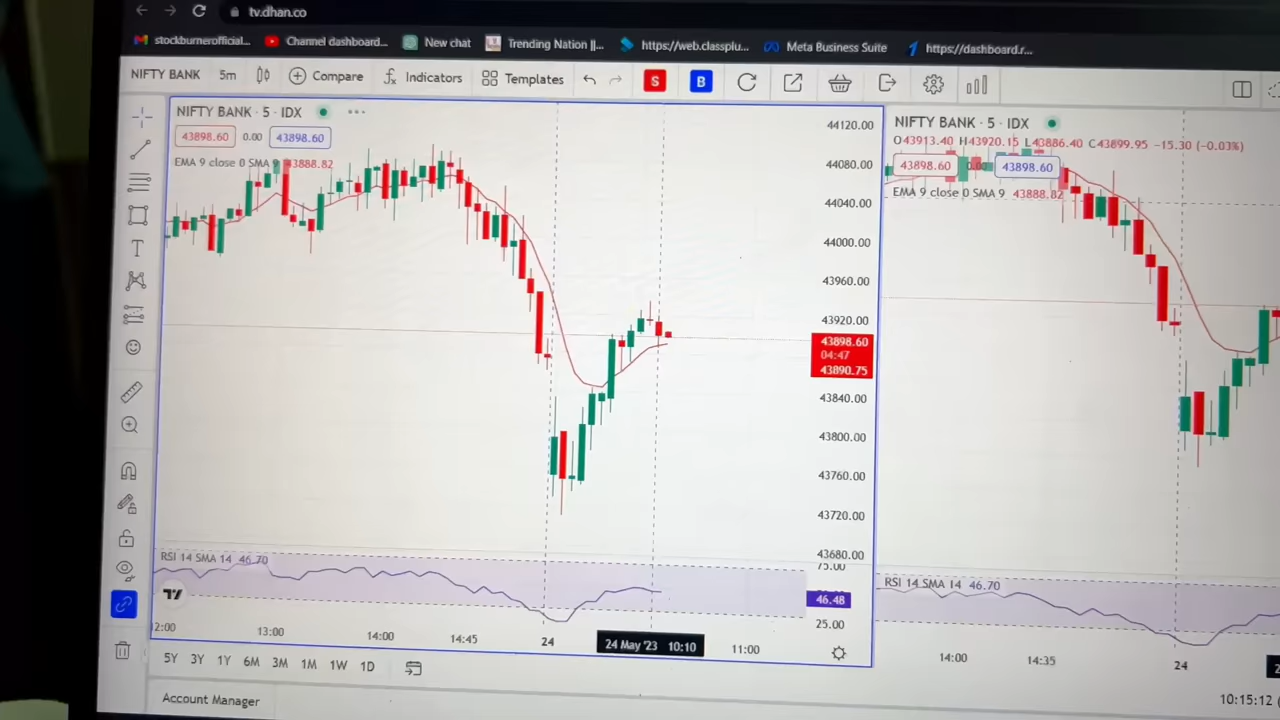 tv.dhan.co
stockburnerofficial... Channel dashboard... New chat Trending Nation ||... https://web.classplu... Meta Business Suite https://dashboard.r...
NIFTY BANK 5m Compare Indicators Templates S B
NIFTY BANK · 5 · IDX
43898.60 0.00 43898.60
EMA 9 close 0 SMA 9 43888.82
44120.00
44080.00
44040.00
44000.00
43960.00
43920.00
43898.60
04:47
43890.75
43840.00
43800.00
43760.00
43720.00
43680.00
75.00
RSI 14 SMA 14 46.70
46.48
25.00
12:00 13:00 14:00 14:45 24 24 May '23 10:10 11:00
NIFTY BANK · 5 · IDX
O43913.40 H43920.15 L43886.40 C43899.95 -15.30 (-0.03%)
43898.60 0.00 43898.60
EMA 9 close 0 SMA 9 43888.82
RSI 14 SMA 14 46.70
14:00 14:35 24
5Y 3Y 1Y 6M 3M 1M 1W 1D
10:15:12
Account Manager